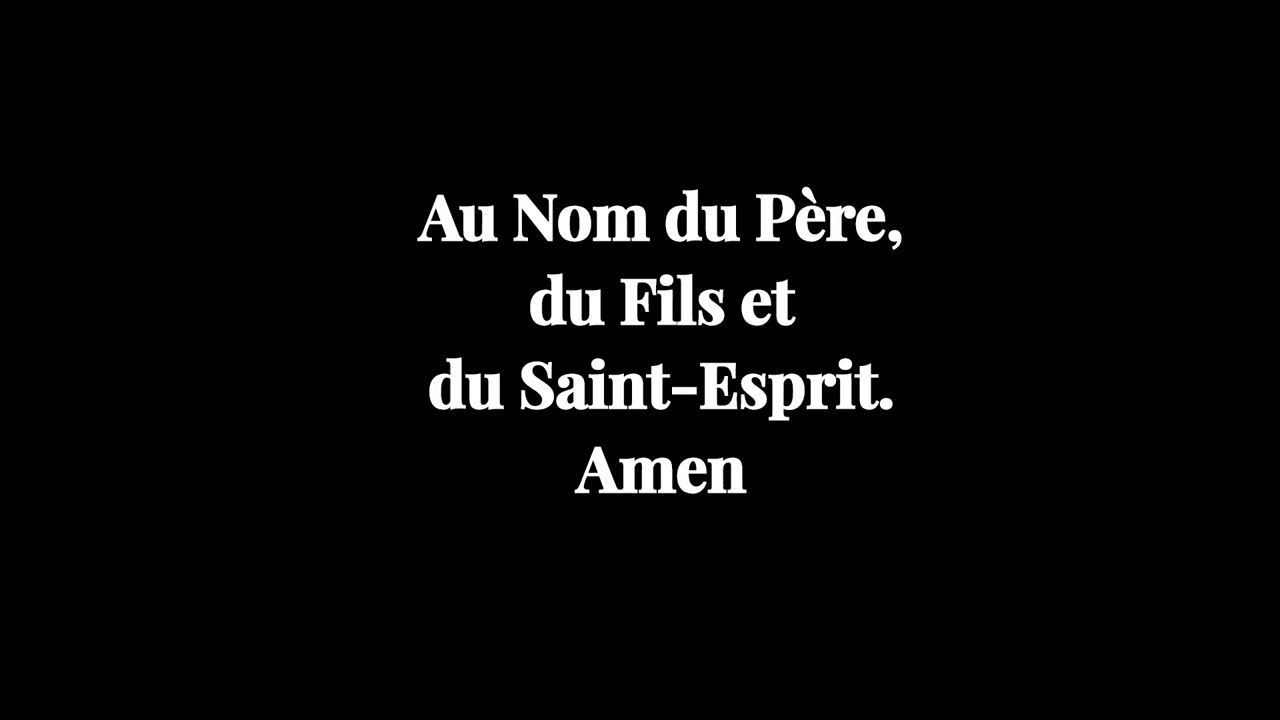 Au Nom du Père,
du Fils et
du Saint-Esprit.
Amen